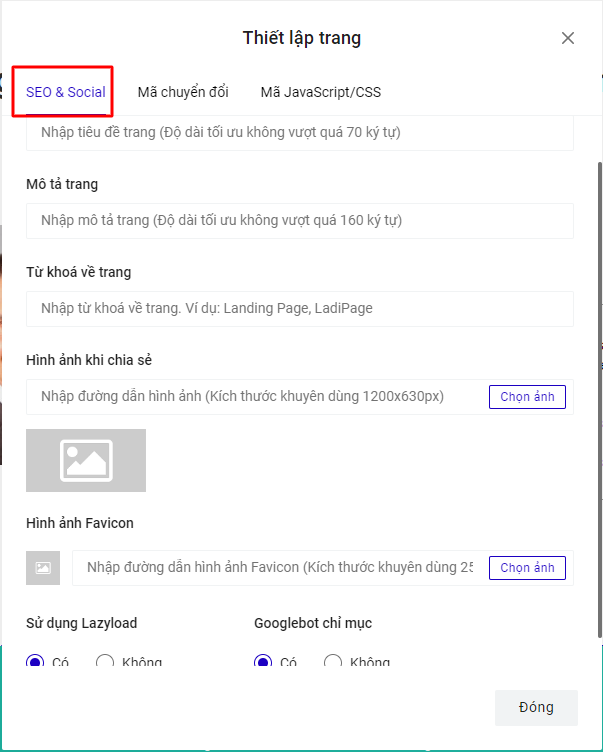 Thiết lập trang
SEO & Social
Mã chuyển đổi
Mã JavaScript/CSS
Nhập tiêu đề trang (Độ dài tối ưu không vượt quá 70 ký tự)
Mô tả trang
Nhập mô tả trang (Độ dài tối ưu không vượt quá 160 ký tự)
Từ khoá về trang
Nhập từ khoá về trang. Ví dụ: Landing Page, LadiPage
Hình ảnh khi chia sẻ
Nhập đường dẫn hình ảnh (Kích thước khuyên dùng 1200x630px)
Chọn ảnh
Hình ảnh Favicon
Nhập đường dẫn hình ảnh Favicon (Kích thước khuyên dùng 25
Chọn ảnh
Sử dụng Lazyload
Googlebot chỉ mục
Có
Không
Có
Không
Đóng